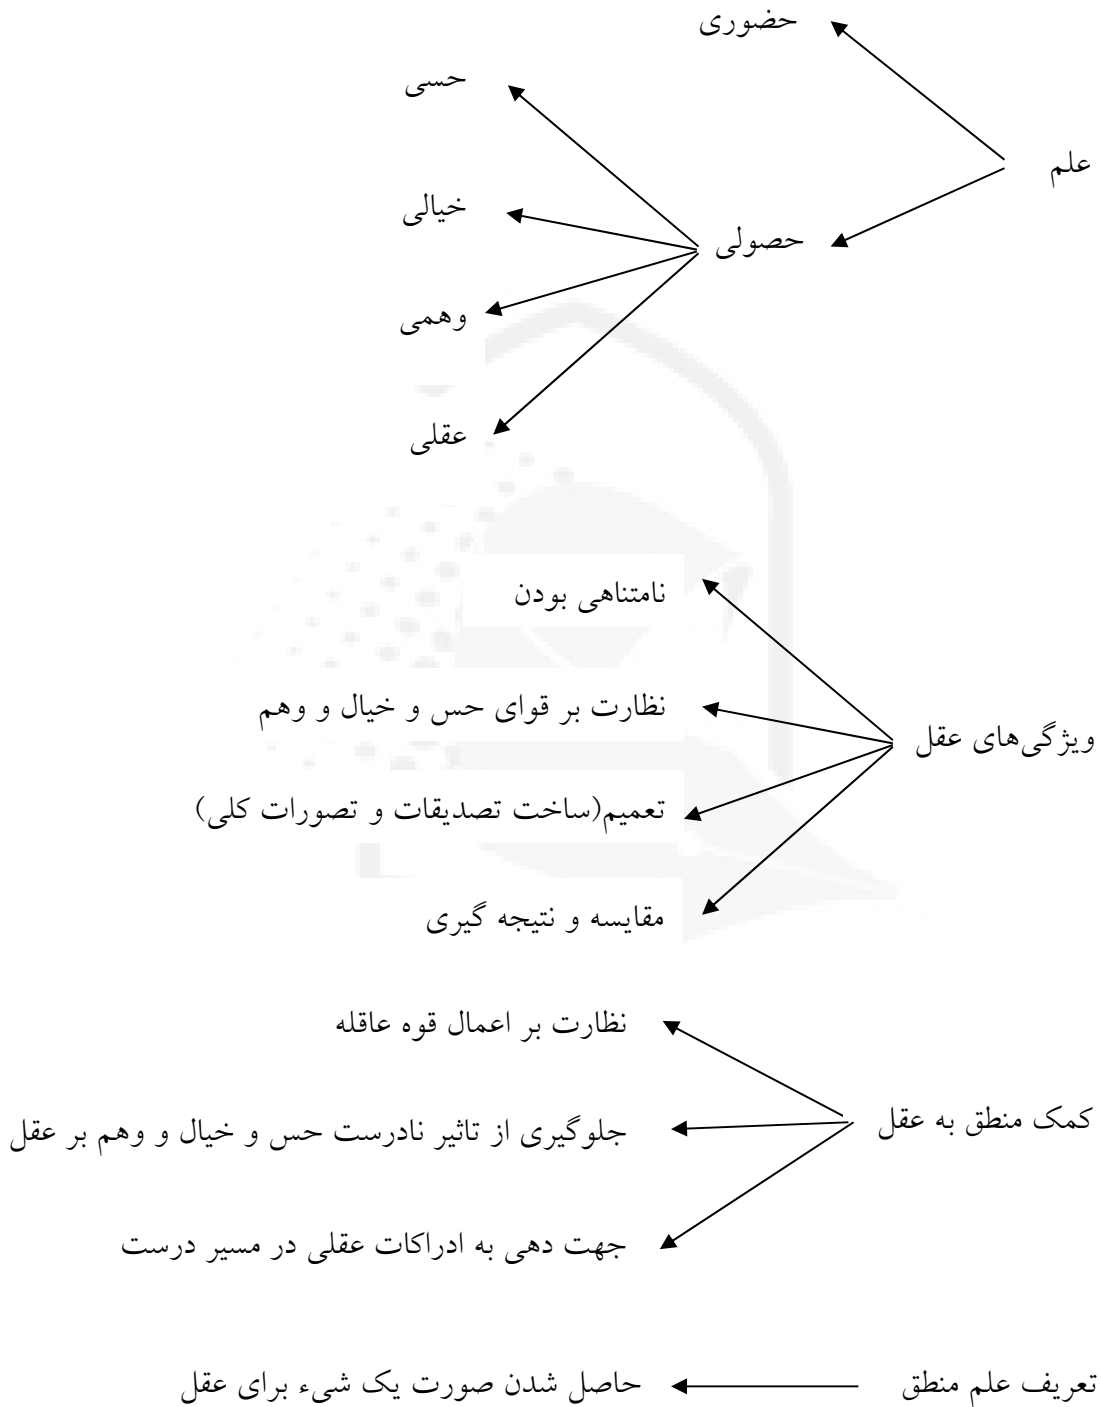 حضوری
علم
حسی
خیالی
حصولی
وهمی
عقلی
نامتناهی بودن
نظارت بر قوای حس و خیال و وهم
ویژگی‌های عقل
تعمیم(ساخت تصدیقات و تصورات کلی)
مقایسه و نتیجه گیری
نظارت بر اعمال قوه عاقله
کمک منطق به عقل
جلوگیری از تاثیر نادرست حس و خیال و وهم بر عقل
جهت دهی به ادراکات عقلی در مسیر درست
تعریف علم منطق
حاصل شدن صورت یک شیء برای عقل